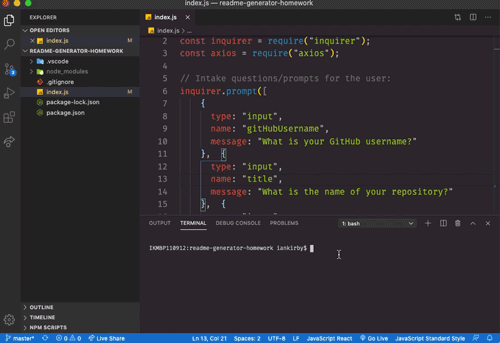 index.js — readme-generator-homework
EXPLORER
OPEN EDITORS
index.js M
README-GENERATOR-HOMEWORK
.vscode
node_modules
.gitignore
index.js M
package-lock.json
package.json
OUTLINE
TIMELINE
NPM SCRIPTS
index.js
index.js > ...
2 const inquirer = require("inquirer");
3 const axios = require("axios");
4
5 // Intake questions/prompts for the user:
6 inquirer.prompt([
7 {
8 type: "input",
9 name: "gitHubUsername",
10 message: "What is your GitHub username?"
11 }, {
12 type: "input",
13 name: "title",
14 message: "What is the name of your repository?"
15 }, {
OUTPUT TERMINAL DEBUG CONSOLE PROBLEMS 1: bash
IKMBP110912:readme-generator-homework iankirby$
master* 0 0 Live Share Ln 13, Col 21 Spaces: 2 UTF-8 LF JavaScript React Go Live JavaScript Standard Style